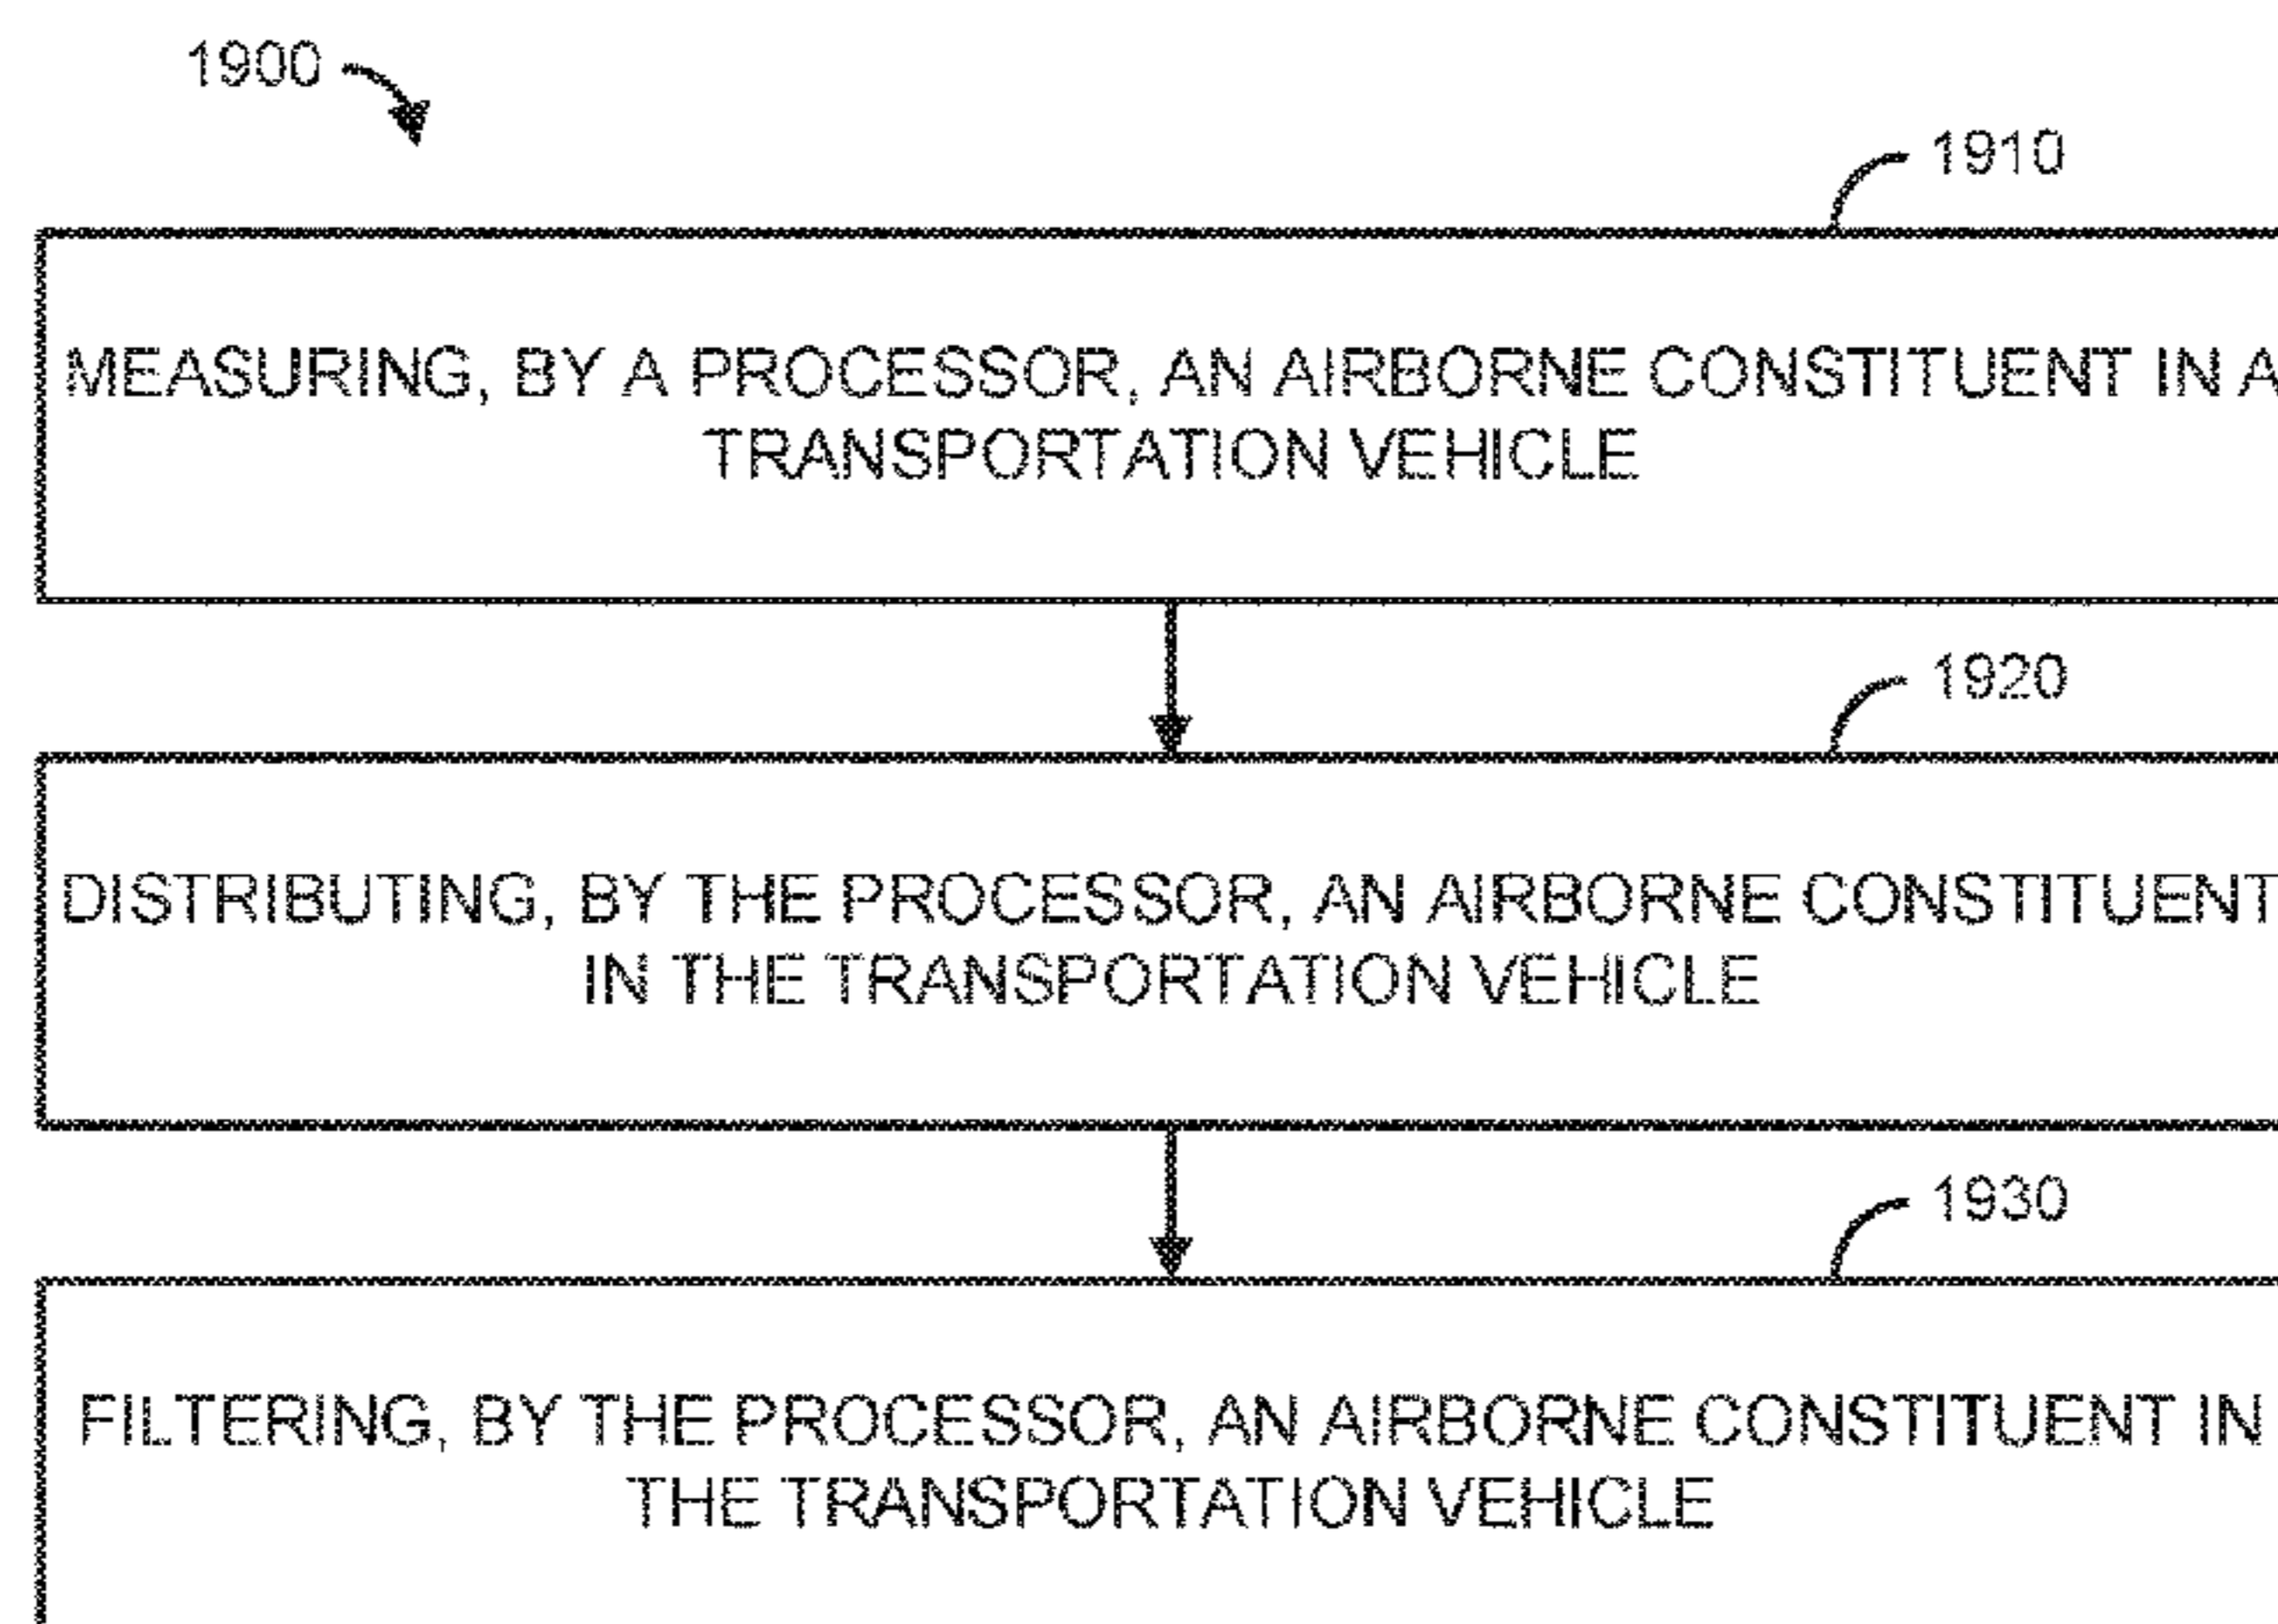 1900
1910
MEASURING, BY A PROCESSOR, AN AIRBORNE CONSTITUENT IN A
TRANSPORTATION VEHICLE
1920
DISTRIBUTING, BY THE PROCESSOR, AN AIRBORNE CONSTITUENT
IN THE TRANSPORTATION VEHICLE
1930
FILTERING, BY THE PROCESSOR, AN AIRBORNE CONSTITUENT IN
THE TRANSPORTATION VEHICLE